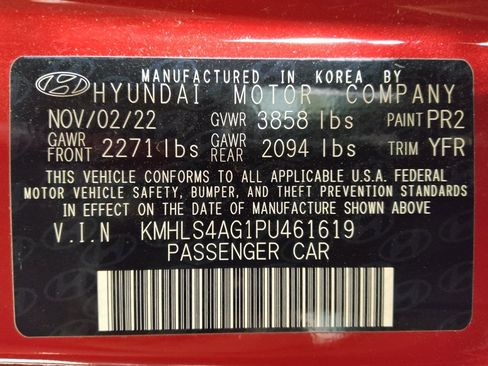 MANUFACTURED IN KOREA BY
HYUNDAI MOTOR COMPANY
NOV/02/22 GVWR 3858 lbs PAINT PR2
GAWR FRONT 2271 lbs GAWR REAR 2094 lbs TRIM YFR
THIS VEHICLE CONFORMS TO ALL APPLICABLE U.S.A. FEDERAL
MOTOR VEHICLE SAFETY, BUMPER, AND THEFT PREVENTION STANDARDS
IN EFFECT ON THE DATE OF MANUFACTURE SHOWN ABOVE
V.I.N KMHLS4AG1PU461619
PASSENGER CAR